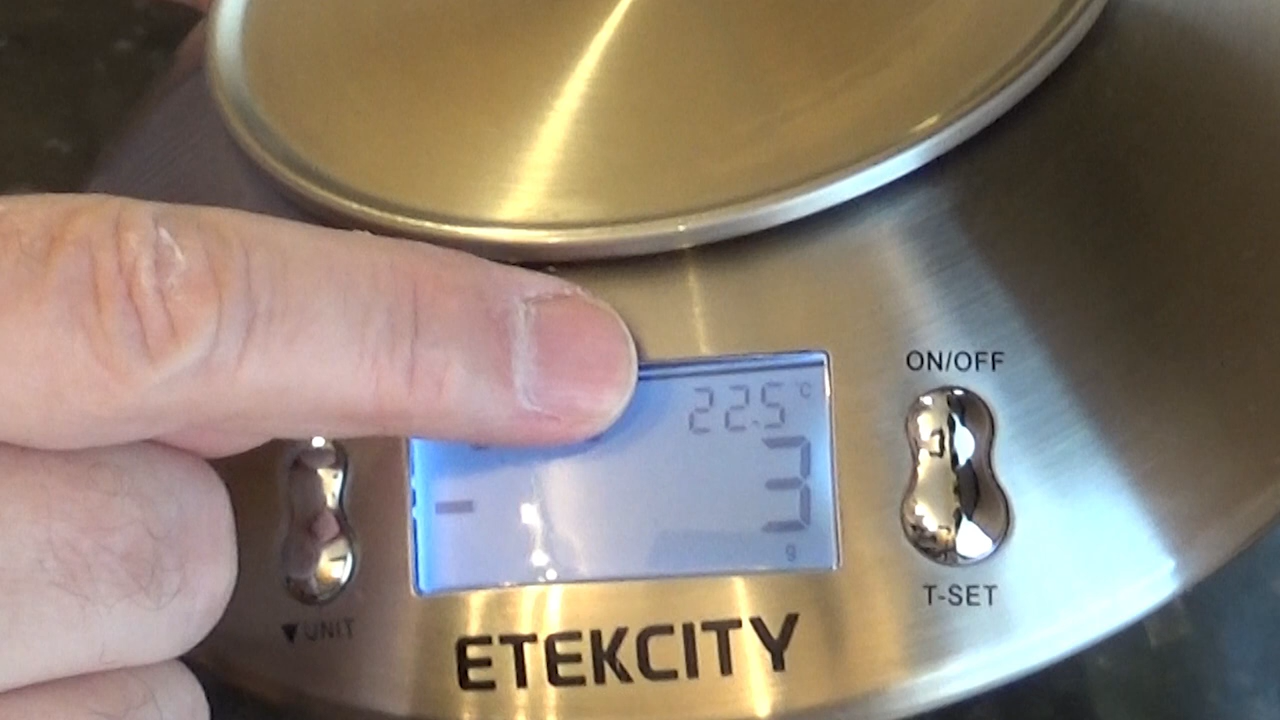 ON/OFF
22.5 °C
- 3
g
T-SET
▼UNIT
ETEKCITY